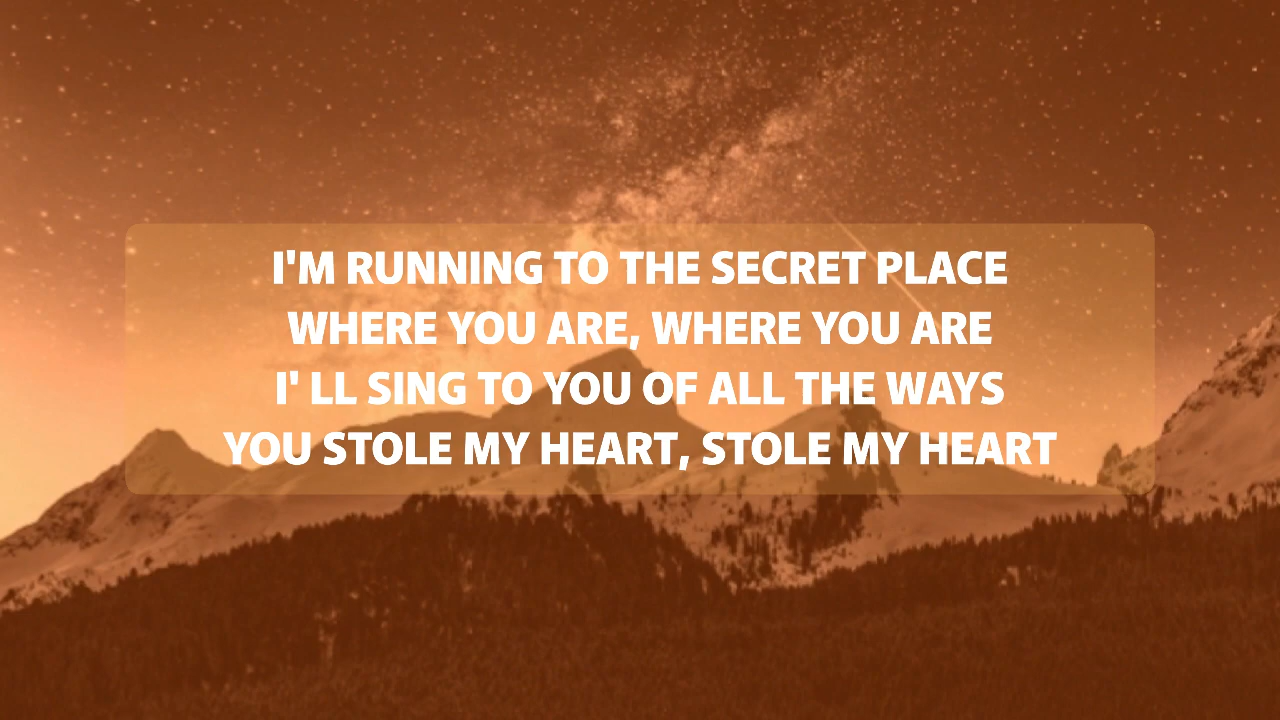 I'M RUNNING TO THE SECRET PLACE
WHERE YOU ARE, WHERE YOU ARE
I' LL SING TO YOU OF ALL THE WAYS
YOU STOLE MY HEART, STOLE MY HEART